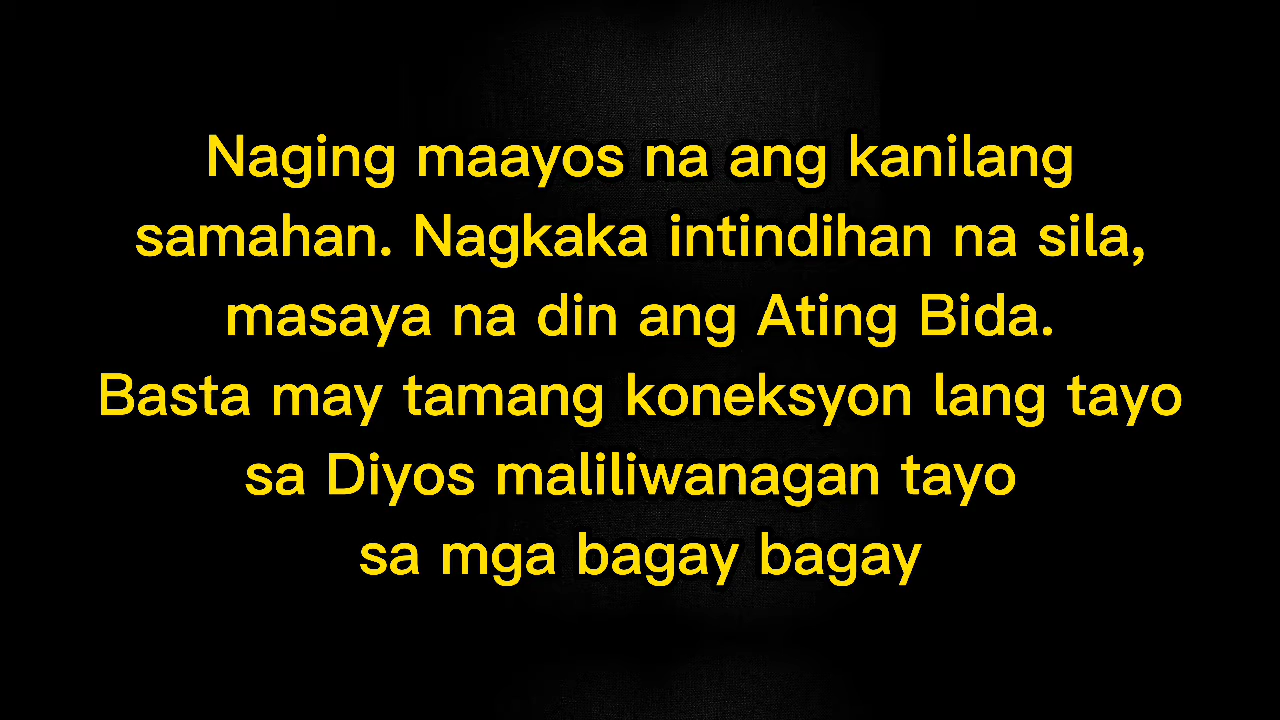 Naging maayos na ang kanilang
samahan. Nagkaka intindihan na sila,
masaya na din ang Ating Bida.
Basta may tamang koneksyon lang tayo
sa Diyos maliliwanagan tayo
sa mga bagay bagay